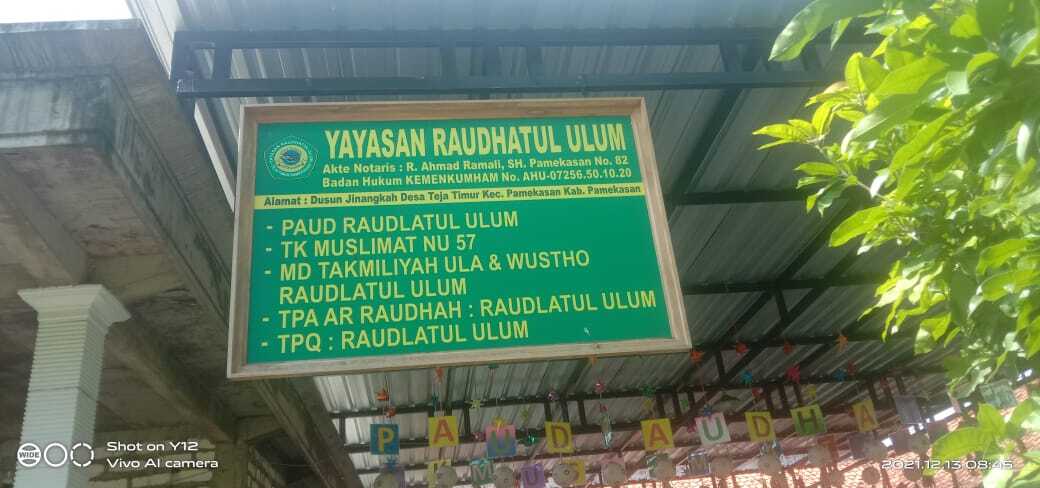 YAYASAN RAUDHATUL ULUM
Akte Notaris : R. Ahmad Ramali, SH. Pamekasan No. 82
Badan Hukum KEMENKUMHAM No. AHU-07256.50.10.20
Alamat : Dusun Jinangkah Desa Teja Timur Kec. Pamekasan Kab. Pamekasan
- PAUD RAUDLATUL ULUM
- TK MUSLIMAT NU 57
- MD TAKMILIYAH ULA & WUSTHO
RAUDLATUL ULUM
- TPA AR RAUDHAH : RAUDLATUL ULUM
- TPQ : RAUDLATUL ULUM
PAUD RAUDHA
WIDE
Shot on Y12
Vivo AI camera
2021.12.13 08:45